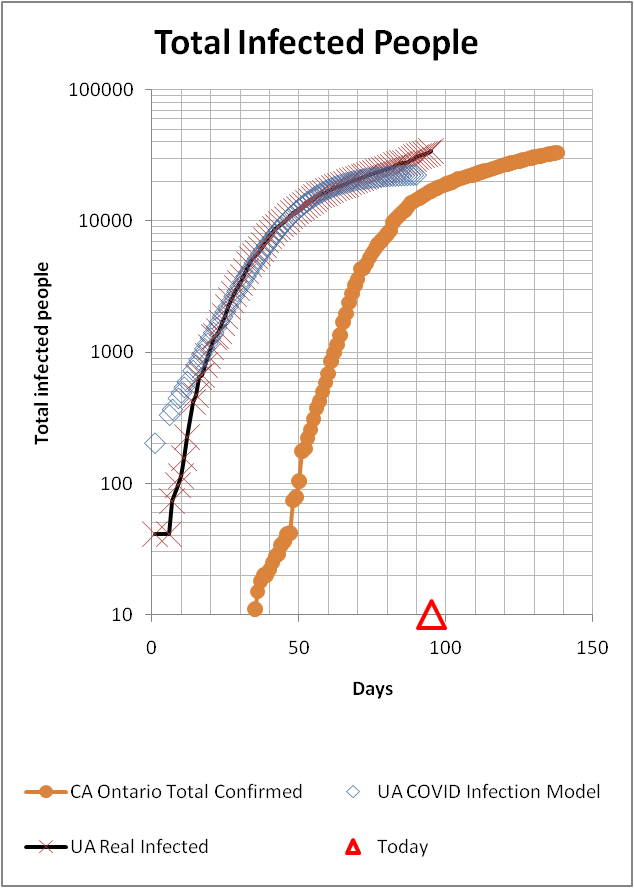 Total Infected People
100000
10000
1000
100
10
0 50 100 150
Total infected people
Days
CA Ontario Total Confirmed
UA COVID Infection Model
UA Real Infected
Today